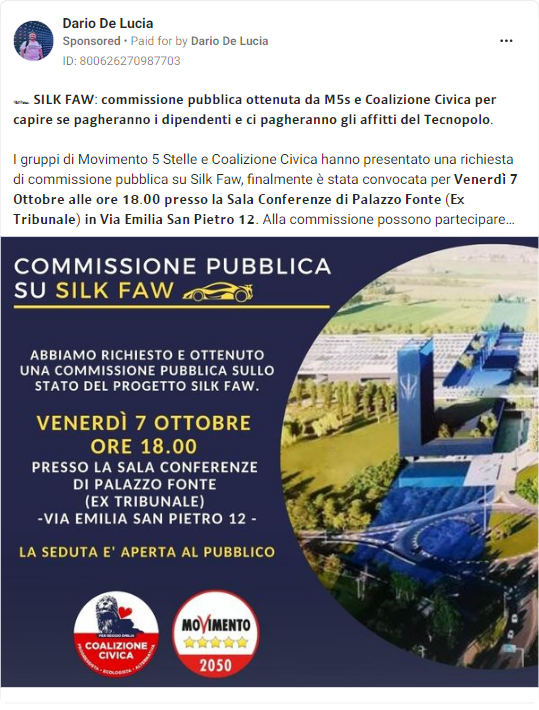 Dario De Lucia
Sponsored • Paid for by Dario De Lucia
ID: 800626270987703
SILK FAW: commissione pubblica ottenuta da M5s e Coalizione Civica per
capire se pagheranno i dipendenti e ci pagheranno gli affitti del Tecnopolo.
I gruppi di Movimento 5 Stelle e Coalizione Civica hanno presentato una richiesta
di commissione pubblica su Silk Faw, finalmente è stata convocata per Venerdì 7
Ottobre alle ore 18.00 presso la Sala Conferenze di Palazzo Fonte (Ex
Tribunale) in Via Emilia San Pietro 12. Alla commissione possono partecipare...
COMMISSIONE PUBBLICA
SU SILK FAW
ABBIAMO RICHIESTO E OTTENUTO
UNA COMMISSIONE PUBBLICA SULLO
STATO DEL PROGETTO SILK FAW.
VENERDÌ 7 OTTOBRE
ORE 18.00
PRESSO LA SALA CONFERENZE
DI PALAZZO FONTE
(EX TRIBUNALE)
-VIA EMILIA SAN PIETRO 12 -
LA SEDUTA E' APERTA AL PUBBLICO
PER REGGIO EMILIA
COALIZIONE
CIVICA
PROGRESSISTA - ECOLOGISTA - ALTERNATIVA
MOVIMENTO
2050